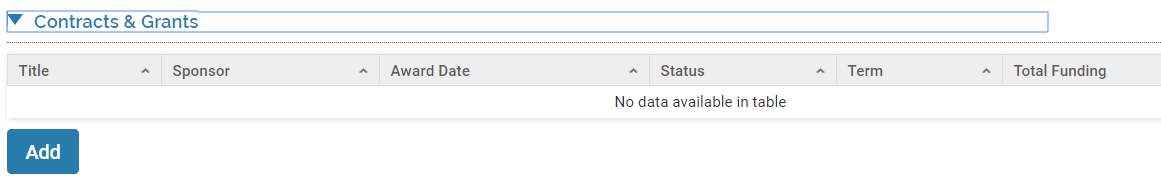 Contracts & Grants
Title Sponsor Award Date Status Term Total Funding
No data available in table
Add